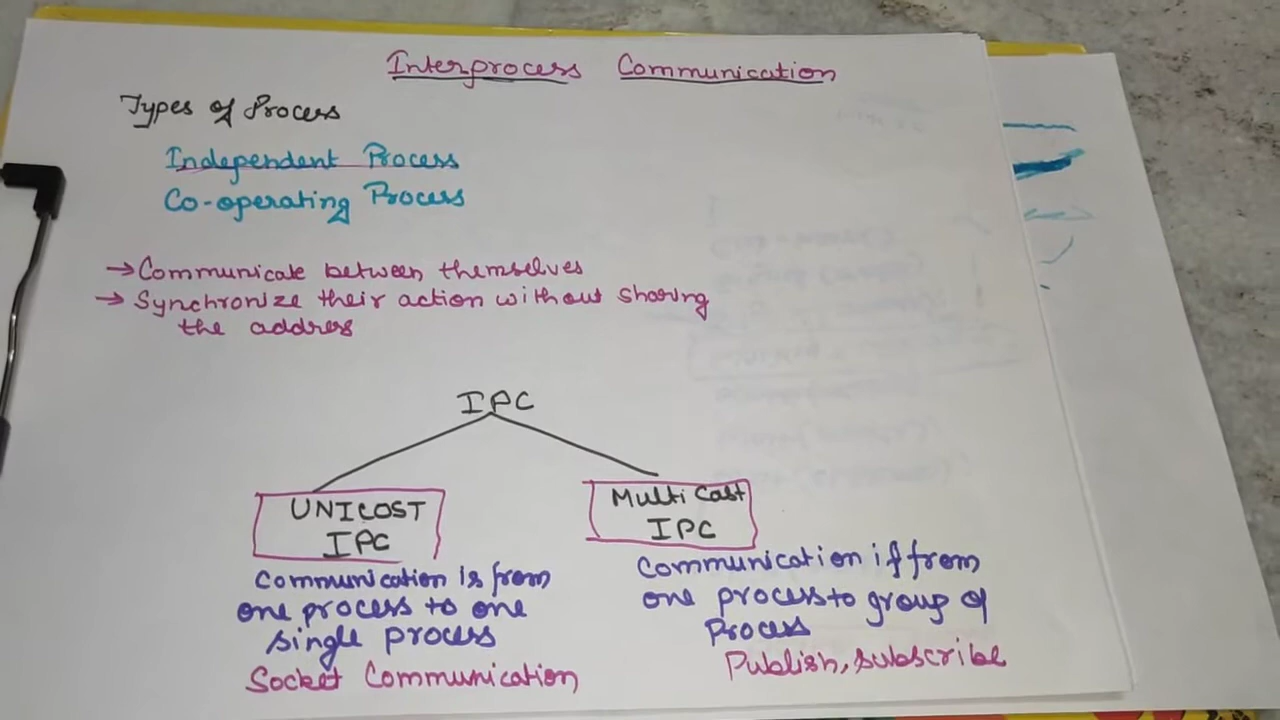 Interprocess Communication
Types of Process
Independent Process
Co-operating Process
→ Communicate between themselves
→ Synchronize their action without sharing
the address
IPC
UNICOST
IPC
Multi Cast
IPC
Communication is from
one process to one
single process
Socket Communication
Communication if from
one process to group of
Process
Publish, subscribe